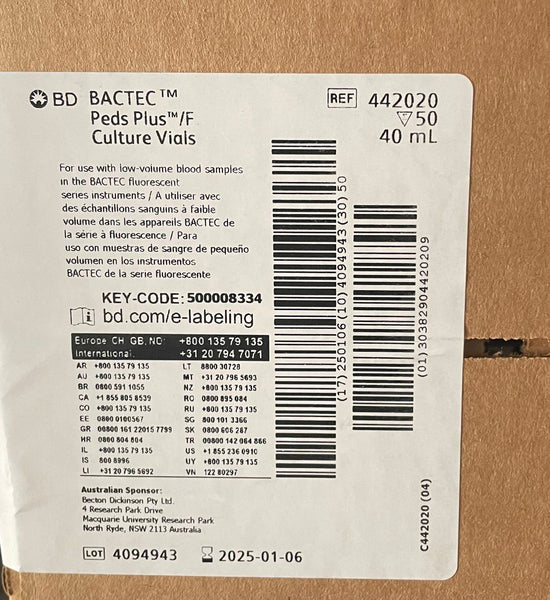 BD BACTEC™
Peds Plus™/F
Culture Vials
REF 442020
50
40 mL
For use with low-volume blood samples
in the BACTEC fluorescent
series instruments / A utiliser avec
des échantillons sanguins à faible
volume dans les appareils BACTEC de
la série à fluorescence / Para
uso con muestras de sangre de pequeño
volumen en los instrumentos
BACTEC de la serie fluorescente
KEY-CODE: 500008334
bd.com/e-labeling
Europe CH GB, NO: +800 135 79 135
International: +31 20 794 7071
AR +800 135 79 135 LT 8800 30728
AU +800 135 79 135 MT +31 20 796 5693
BR 0800 591 1055 NZ +800 135 79 135
CA +1 855 805 8539 RO 0800 895 084
CO +800 135 79 135 RU +800 135 79 135
EE 0800 0100567 SG 800 101 3366
GR 00800 161 22015 7799 SK 0800 606 287
HR 0800 804 804 TR 00800 142 064 866
IL +800 135 79 135 US +1 855 236 0910
IS 800 8996 UY +800 135 79 135
LI +31 20 796 5692 VN 122 80297
Australian Sponsor:
Becton Dickinson Pty Ltd.
4 Research Park Drive
Macquarie University Research Park
North Ryde, NSW 2113 Australia
LOT 4094943 2025-01-06
(17)250106(10)4094943(30)50
(01)30382904420209
C442020 (04)